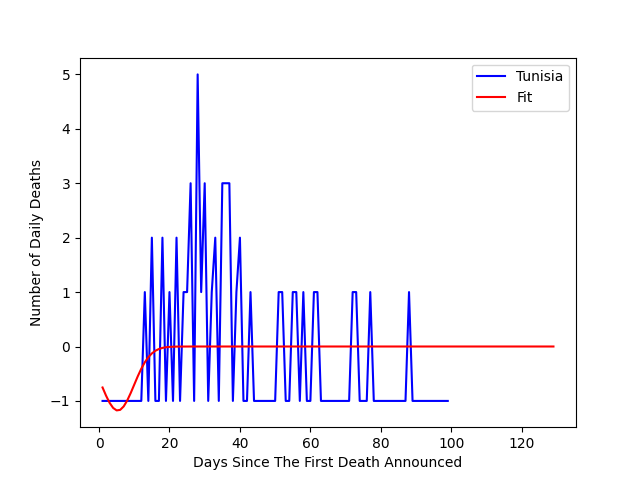 Tunisia
Fit
Number of Daily Deaths
5
4
3
2
1
0
−1
0 20 40 60 80 100 120
Days Since The First Death Announced